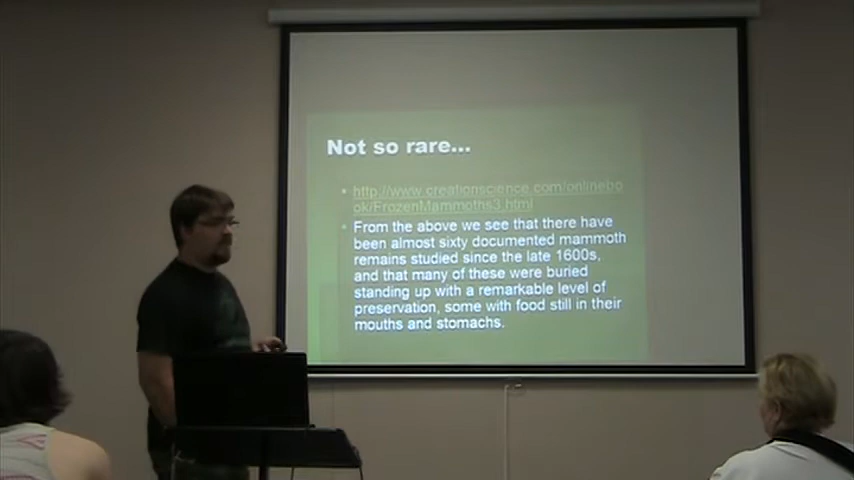 Not so rare...
http://www.creationscience.com/onlinebo
ok/FrozenMammoths3.html
From the above we see that there have
been almost sixty documented mammoth
remains studied since the late 1600s,
and that many of these were buried
standing up with a remarkable level of
preservation, some with food still in their
mouths and stomachs.